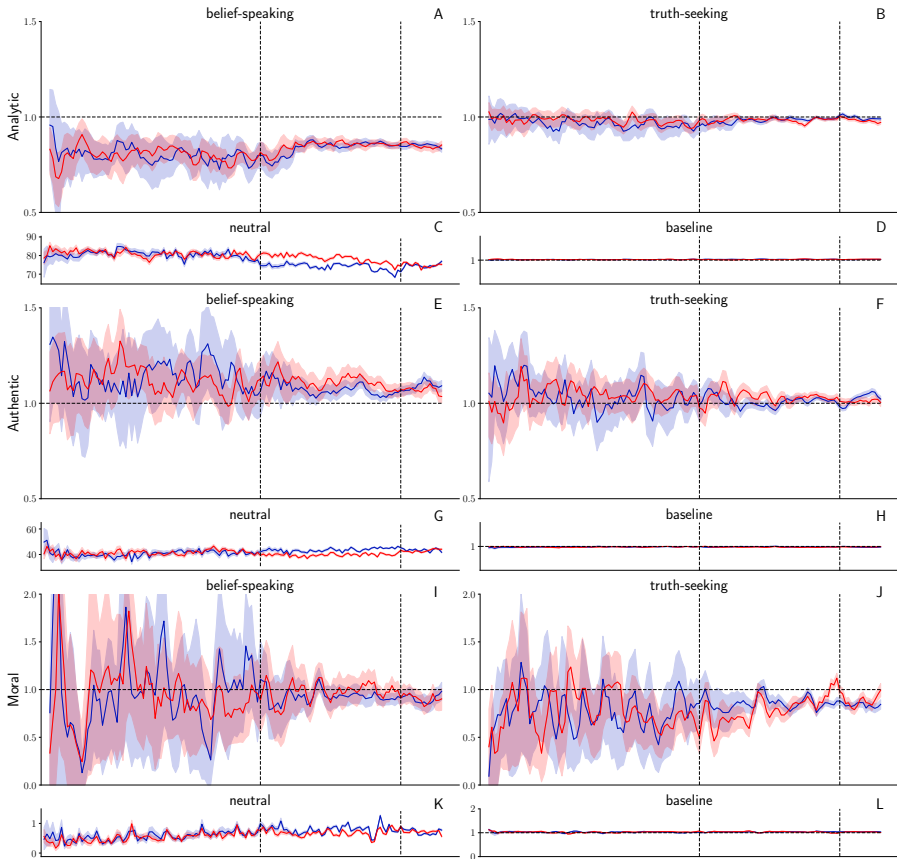 belief-speaking A
truth-seeking B
1.5
1.0
0.5
Analytic
1.5
1.0
0.5
neutral C
90
80
70
baseline D
1
belief-speaking E
truth-seeking F
1.5
1.0
0.5
Authentic
1.5
1.0
0.5
neutral G
60
40
baseline H
1
belief-speaking I
truth-seeking J
2.0
1.5
1.0
0.5
0.0
Moral
2.0
1.5
1.0
0.5
0.0
neutral K
1
0
baseline L
2
1
0